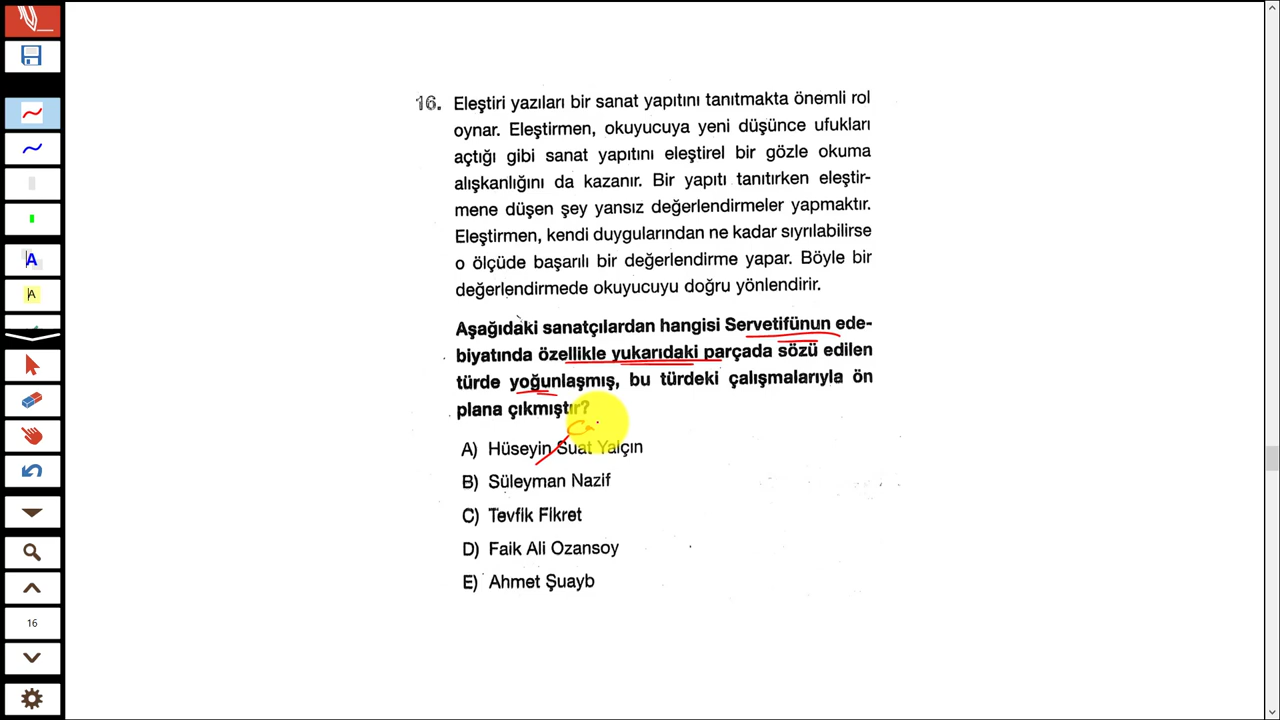 16. Eleştiri yazıları bir sanat yapıtını tanıtmakta önemli rol
oynar. Eleştirmen, okuyucuya yeni düşünce ufukları
açtığı gibi sanat yapıtını eleştirel bir gözle okuma
alışkanlığını da kazanır. Bir yapıtı tanıtırken eleştir-
mene düşen şey yansız değerlendirmeler yapmaktır.
Eleştirmen, kendi duygularından ne kadar sıyrılabilirse
o ölçüde başarılı bir değerlendirme yapar. Böyle bir
değerlendirmede okuyucuyu doğru yönlendirir.
Aşağıdaki sanatçılardan hangisi Servetifünun ede-
biyatında özellikle yukarıdaki parçada sözü edilen
türde yoğunlaşmış, bu türdeki çalışmalarıyla ön
plana çıkmıştır?
A) Hüseyin Suat Yalçın
B) Süleyman Nazif
C) Tevfik Fikret
D) Faik Ali Ozansoy
E) Ahmet Şuayb
A
A
16